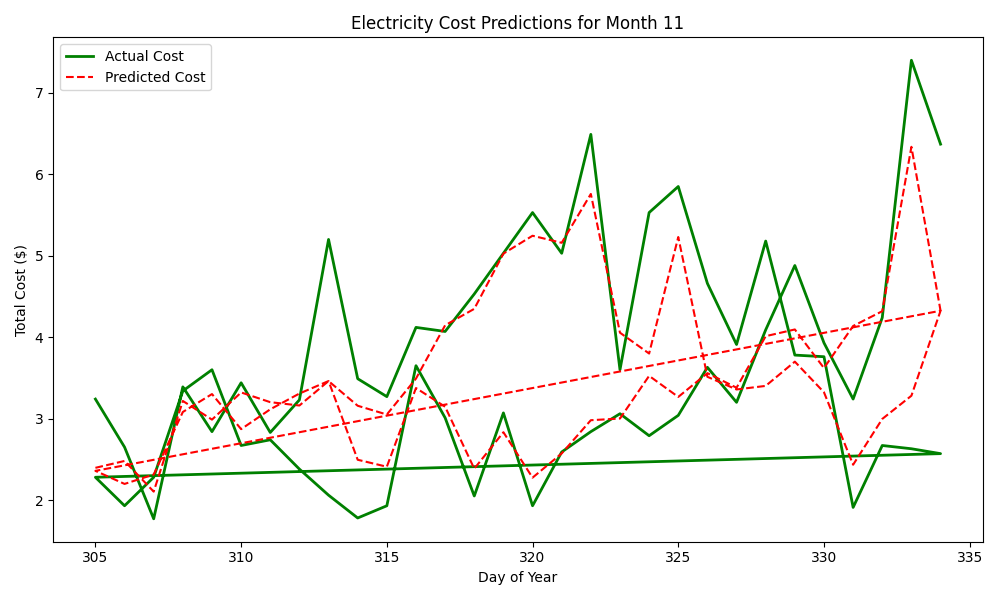 Electricity Cost Predictions for Month 11
Actual Cost
Predicted Cost
Total Cost ($)
7
6
5
4
3
2
305
310
315
320
325
330
335
Day of Year